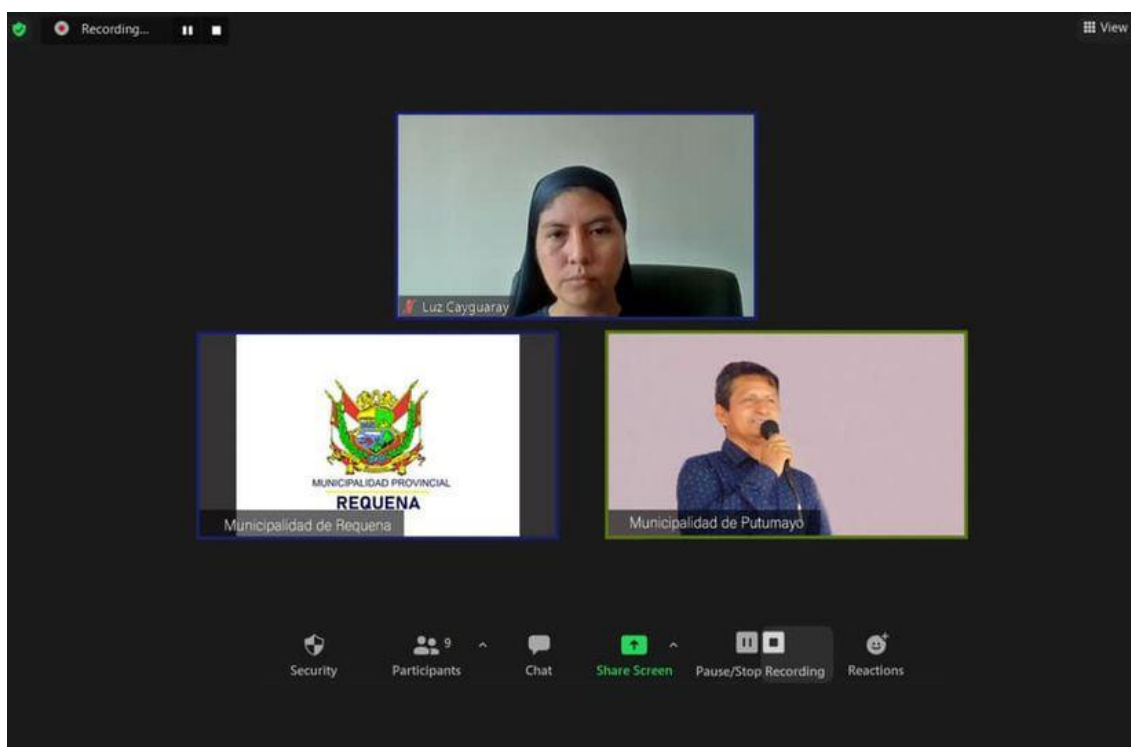 Recording...
View
Luz Cayguaray
MUNICIPALIDAD PROVINCIAL
REQUENA
Municipalidad de Requena
Municipalidad de Putumayo
9
Security
Participants
Chat
Share Screen
Pause/Stop Recording
Reactions